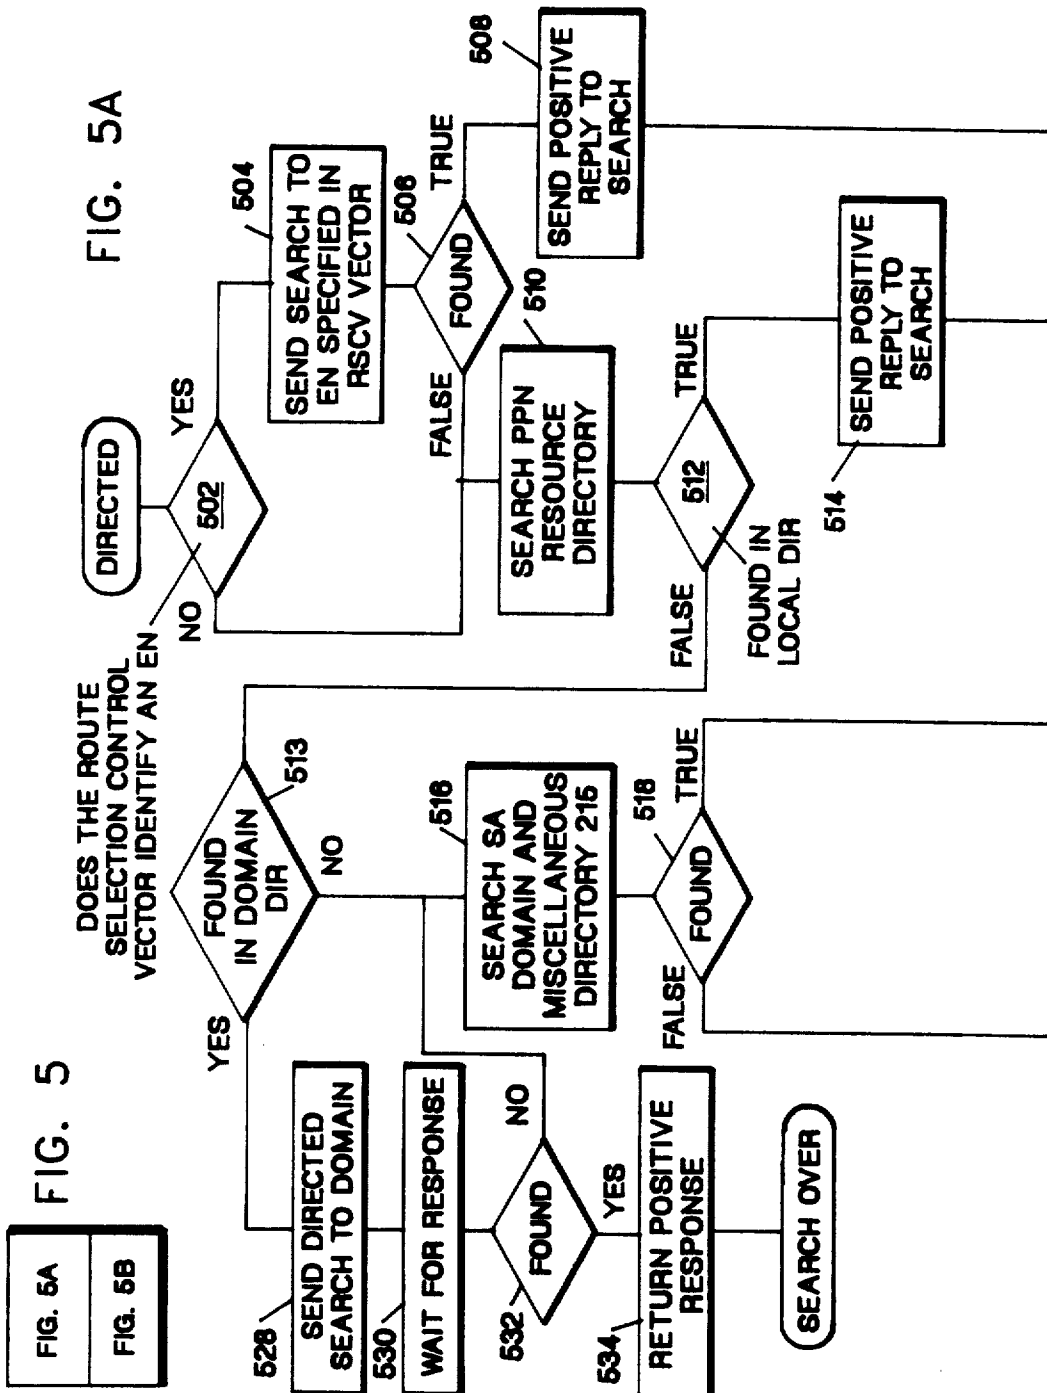 FIG. 5
FIG. 5A
FIG. 5B
FIG. 5A
DIRECTED
DOES THE ROUTE
SELECTION CONTROL
VECTOR IDENTIFY AN EN
502
YES
NO
504
SEND SEARCH TO
EN SPECIFIED IN
RSCV VECTOR
506
FOUND
TRUE
FALSE
508
SEND POSITIVE
REPLY TO
SEARCH
510
SEARCH PPN
RESOURCE
DIRECTORY
512
FOUND IN
LOCAL DIR
TRUE
FALSE
514
SEND POSITIVE
REPLY TO
SEARCH
513
FOUND
IN DOMAIN
DIR
YES
NO
516
SEARCH SA
DOMAIN AND
MISCELLANEOUS
DIRECTORY 215
518
FOUND
TRUE
FALSE
528
SEND DIRECTED
SEARCH TO DOMAIN
530
WAIT FOR RESPONSE
532
FOUND
NO
YES
534
RETURN POSITIVE
RESPONSE
SEARCH OVER